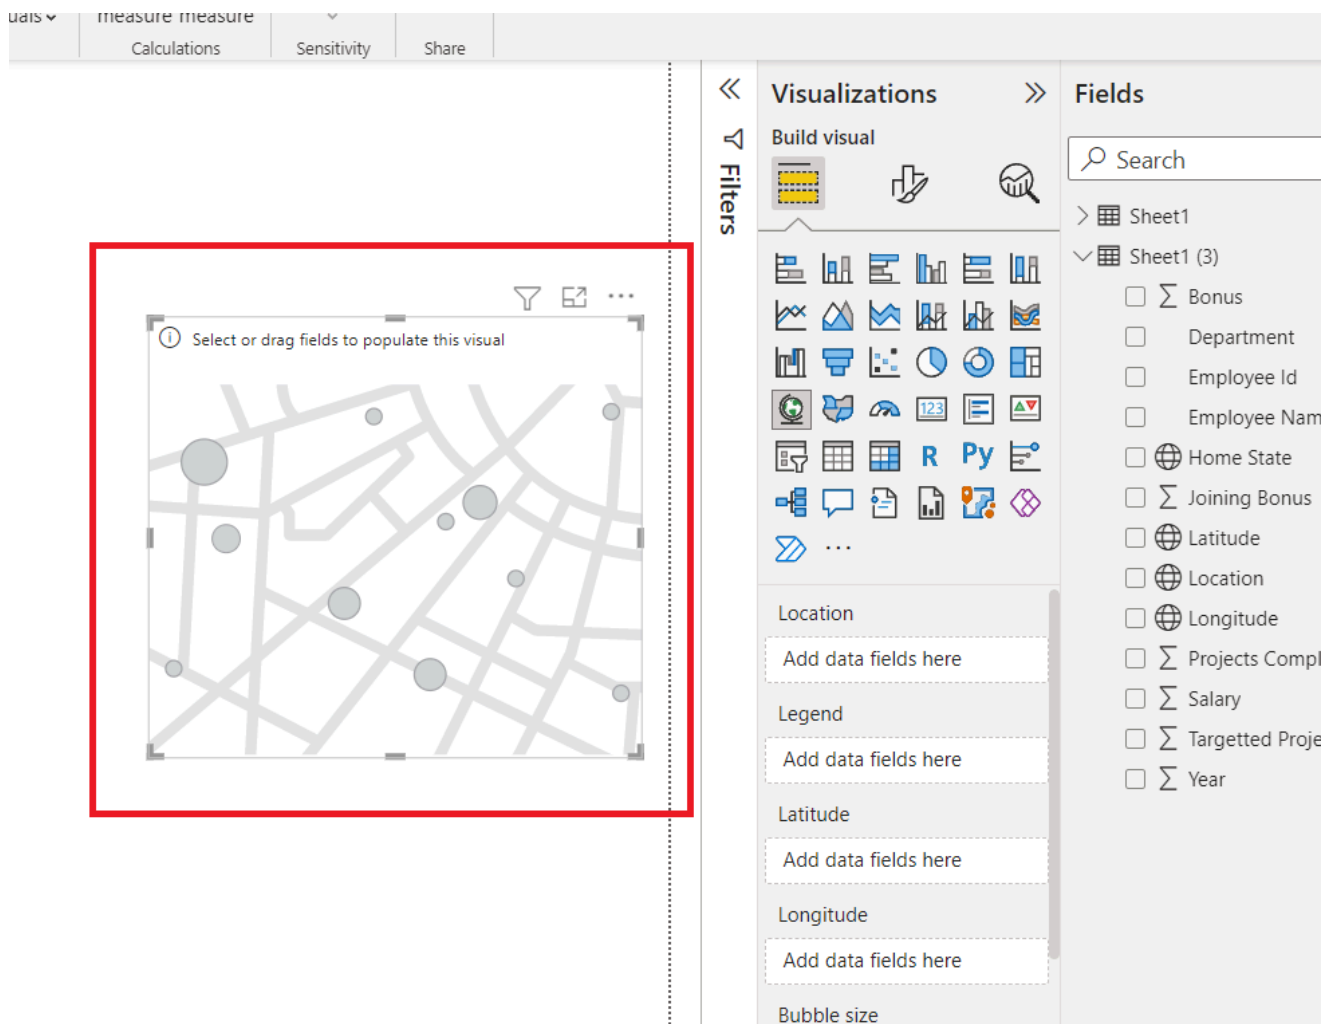 uals
measure measure
Calculations
Sensitivity
Share
Select or drag fields to populate this visual
Filters
Visualizations
Build visual
123
R
Py
Location
Add data fields here
Legend
Add data fields here
Latitude
Add data fields here
Longitude
Add data fields here
Bubble size
Fields
Search
Sheet1
Sheet1 (3)
Σ Bonus
Department
Employee Id
Employee Nam
Home State
Σ Joining Bonus
Latitude
Location
Longitude
Σ Projects Compl
Σ Salary
Σ Targetted Proje
Σ Year